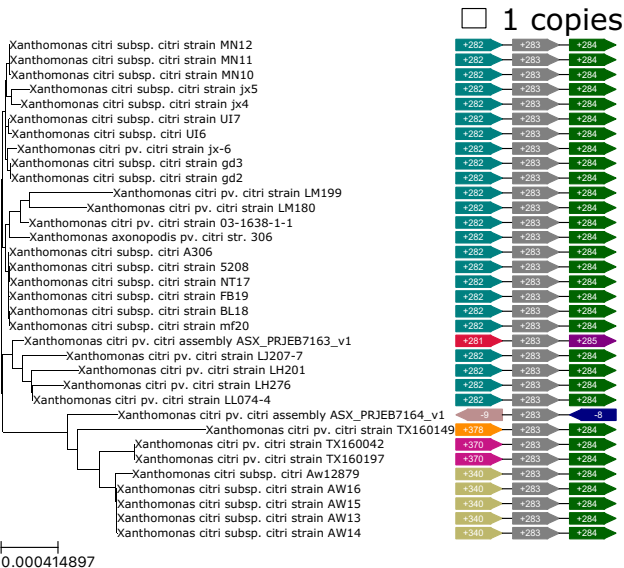 1 copies
Xanthomonas citri subsp. citri strain MN12 +282 +283 +284
Xanthomonas citri subsp. citri strain MN11 +282 +283 +284
Xanthomonas citri subsp. citri strain MN10 +282 +283 +284
Xanthomonas citri subsp. citri strain jx5 +282 +283 +284
Xanthomonas citri subsp. citri strain jx4 +282 +283 +284
Xanthomonas citri subsp. citri strain UI7 +282 +283 +284
Xanthomonas citri subsp. citri UI6 +282 +283 +284
Xanthomonas citri pv. citri strain jx-6 +282 +283 +284
Xanthomonas citri subsp. citri strain gd3 +282 +283 +284
Xanthomonas citri subsp. citri strain gd2 +282 +283 +284
Xanthomonas citri pv. citri strain LM199 +282 +283 +284
Xanthomonas citri pv. citri strain LM180 +282 +283 +284
Xanthomonas citri pv. citri strain 03-1638-1-1 +282 +283 +284
Xanthomonas axonopodis pv. citri str. 306 +282 +283 +284
Xanthomonas citri subsp. citri A306 +282 +283 +284
Xanthomonas citri subsp. citri strain 5208 +282 +283 +284
Xanthomonas citri subsp. citri strain NT17 +282 +283 +284
Xanthomonas citri subsp. citri strain FB19 +282 +283 +284
Xanthomonas citri subsp. citri strain BL18 +282 +283 +284
Xanthomonas citri subsp. citri strain mf20 +282 +283 +284
Xanthomonas citri pv. citri assembly ASX_PRJEB7163_v1 +281 +283 +285
Xanthomonas citri pv. citri strain LJ207-7 +282 +283 +284
Xanthomonas citri pv. citri strain LH201 +282 +283 +284
Xanthomonas citri pv. citri strain LH276 +282 +283 +284
Xanthomonas citri pv. citri strain LL074-4 +282 +283 +284
Xanthomonas citri pv. citri assembly ASX_PRJEB7164_v1 -9 +283 -8
Xanthomonas citri pv. citri strain TX160149 +378 +283 +284
Xanthomonas citri pv. citri strain TX160042 +370 +283 +284
Xanthomonas citri pv. citri strain TX160197 +370 +283 +284
Xanthomonas citri subsp. citri Aw12879 +340 +283 +284
Xanthomonas citri subsp. citri strain AW16 +340 +283 +284
Xanthomonas citri subsp. citri strain AW15 +340 +283 +284
Xanthomonas citri subsp. citri strain AW13 +340 +283 +284
Xanthomonas citri subsp. citri strain AW14 +340 +283 +284
0.000414897